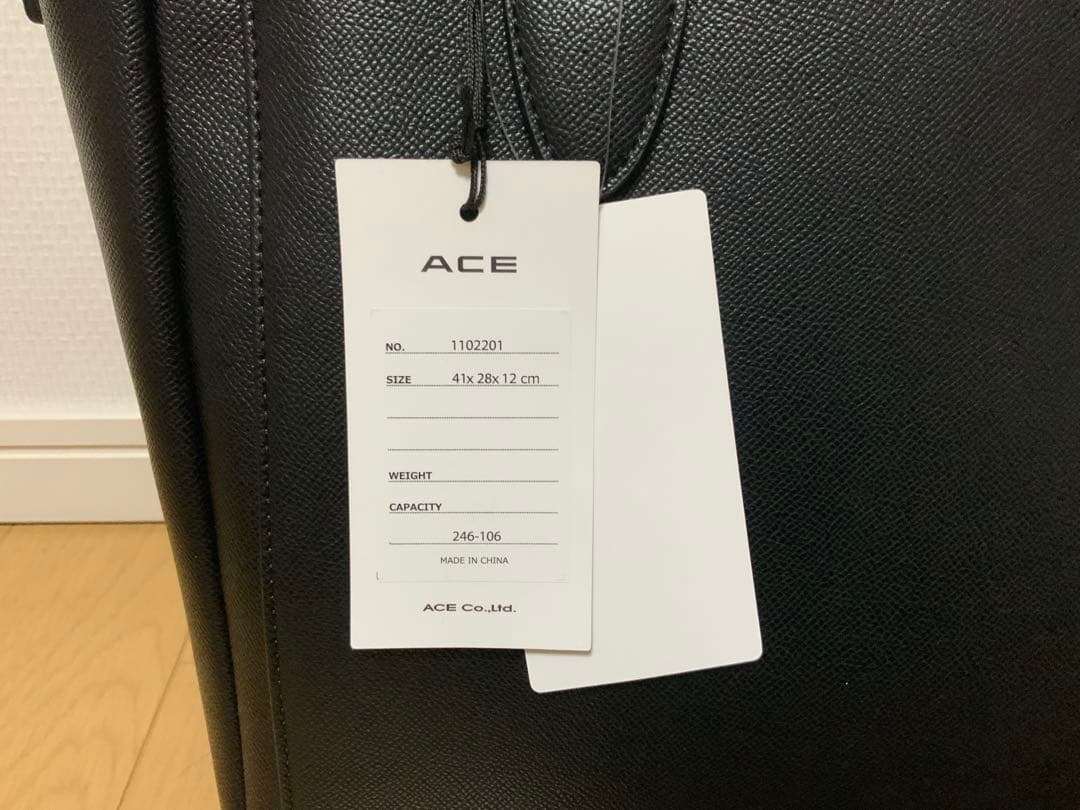 ACE
NO. 1102201
SIZE 41x 28x 12 cm
WEIGHT
CAPACITY
246-106
MADE IN CHINA
ACE Co.,Ltd.